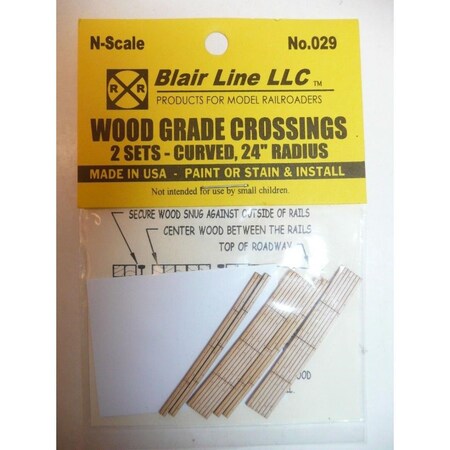 N-Scale
No.029
R R
Blair Line LLC TM
PRODUCTS FOR MODEL RAILROADERS
WOOD GRADE CROSSINGS
2 SETS - CURVED, 24" RADIUS
MADE IN USA - PAINT OR STAIN & INSTALL
Not intended for use by small children.
SECURE WOOD SNUG AGAINST OUTSIDE OF RAILS
CENTER WOOD BETWEEN THE RAILS
TOP OF ROADWAY